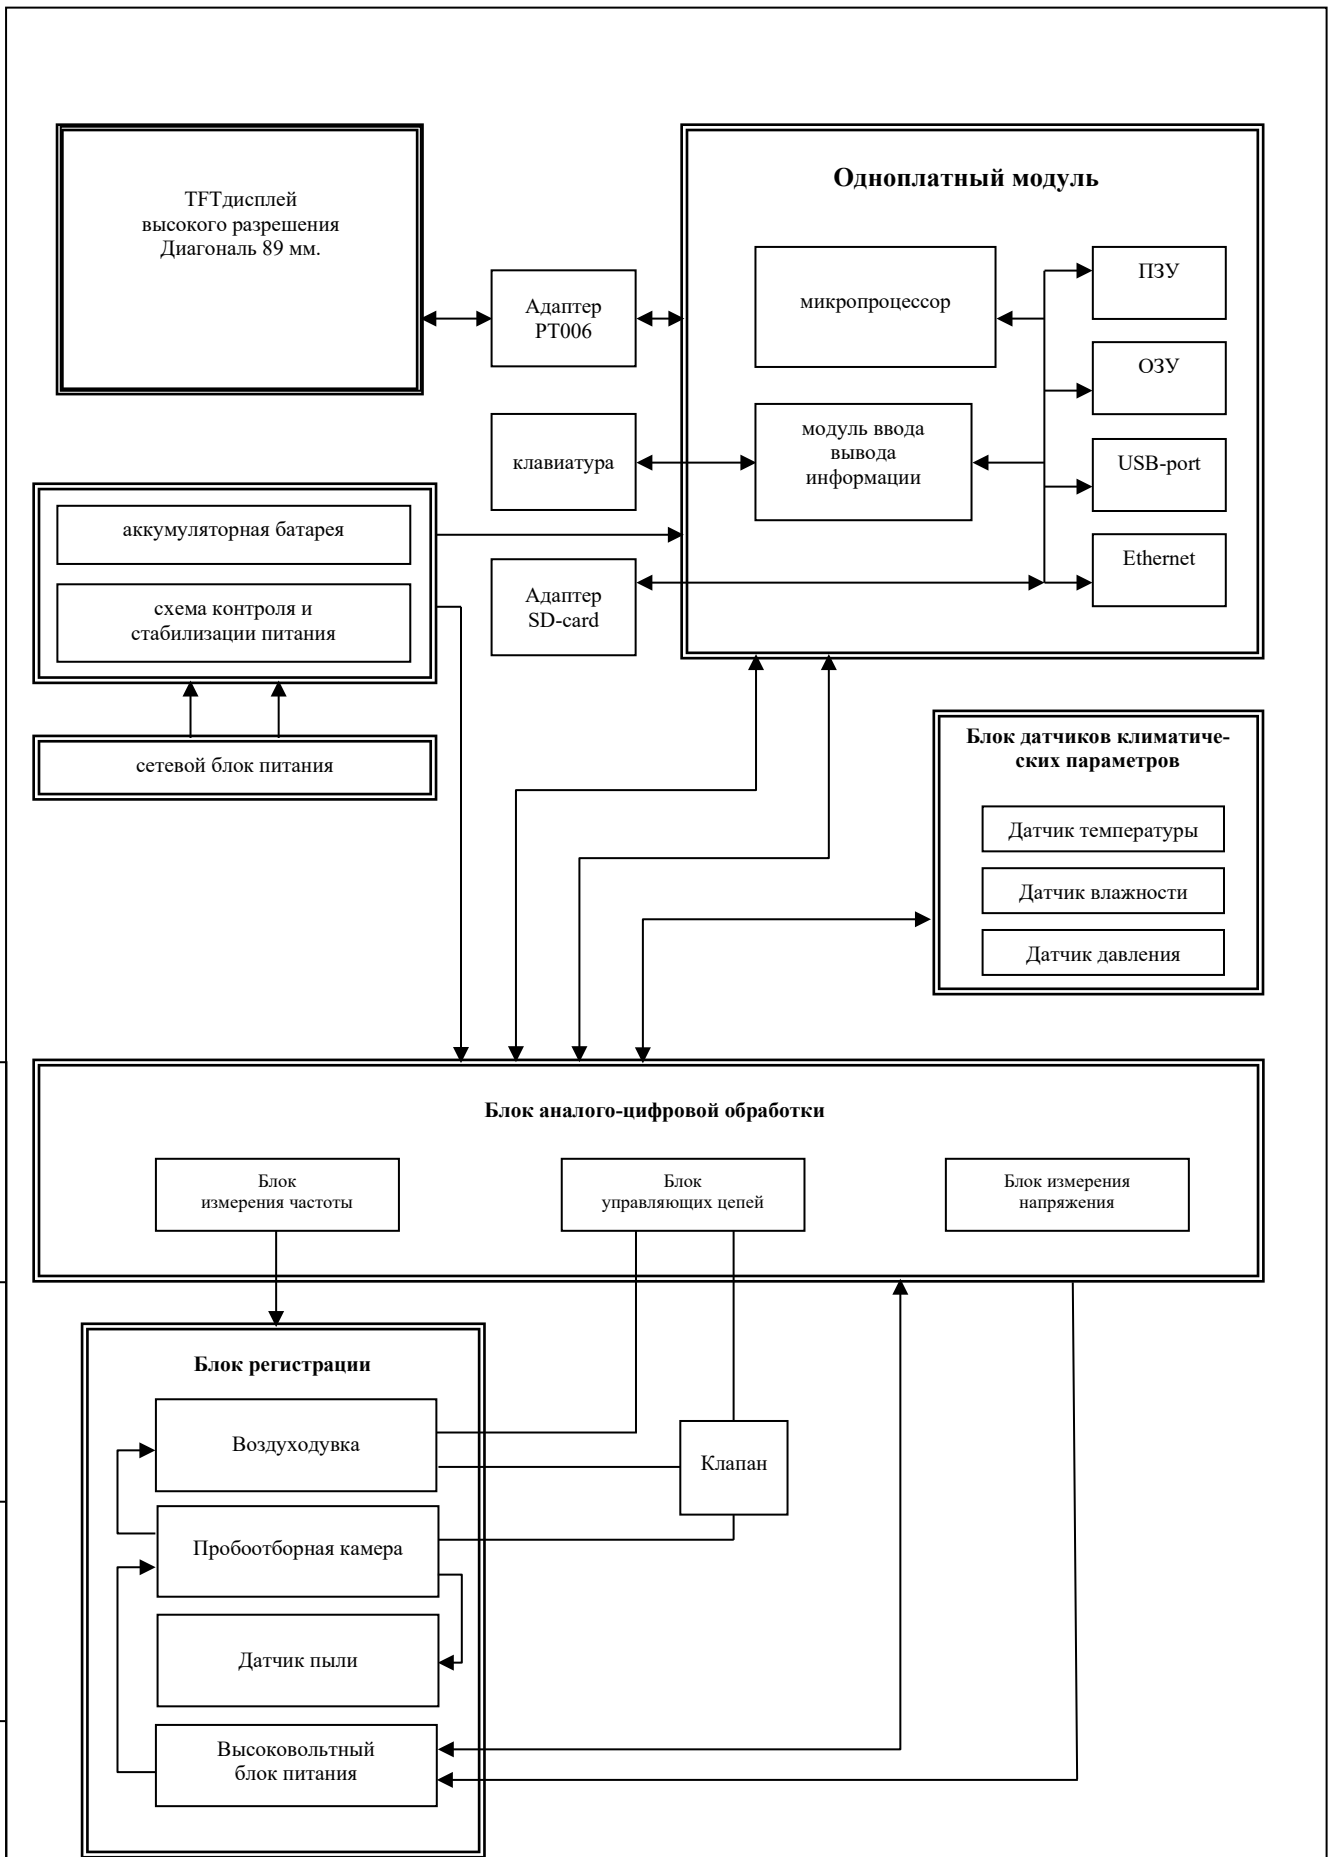 TFTдисплей
высокого разрешения
Диагональ 89 мм.
Адаптер
PT006
клавиатура
Адаптер
SD-card
Одноплатный модуль
микропроцессор
модуль ввода
вывода
информации
ПЗУ
ОЗУ
USB-port
Ethernet
аккумуляторная батарея
схема контроля и
стабилизации питания
сетевой блок питания
Блок датчиков климатиче-
ских параметров
Датчик температуры
Датчик влажности
Датчик давления
Блок аналого-цифровой обработки
Блок
измерения частоты
Блок
управляющих цепей
Блок измерения
напряжения
Блок регистрации
Воздуходувка
Клапан
Пробоотборная камера
Датчик пыли
Высоковольтный
блок питания